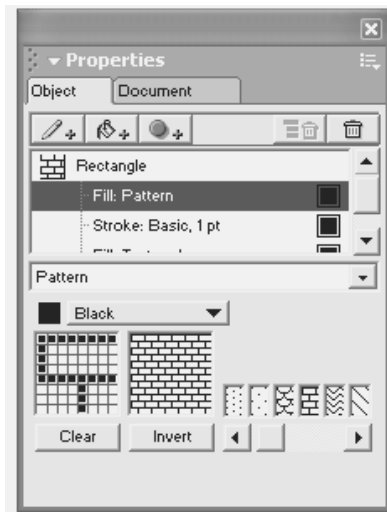 Properties
Object Document
Rectangle
Fill: Pattern
Stroke: Basic, 1 pt
Pattern
Black
Clear Invert